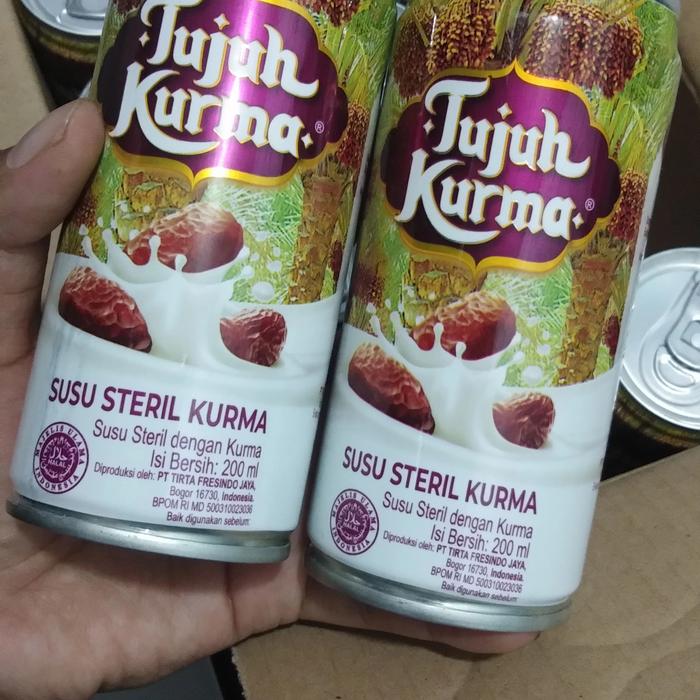 Tujuh
Kurma®
SUSU STERIL KURMA
Susu Steril dengan Kurma
Isi Bersih: 200 ml
Diproduksi oleh: PT TIRTA FRESINDO JAYA,
Bogor 16730, Indonesia.
BPOM RI MD 500310023036
Baik digunakan sebelum:
MAJELIS ULAMA
HALAL
INDONESIA
Tujuh
Kurma®
SUSU STERIL KURMA
Susu Steril dengan Kurma
Isi Bersih: 200 ml
Diproduksi oleh: PT TIRTA FRESINDO JAYA,
Bogor 16730, Indonesia.
BPOM RI MD 500310023036
Baik digunakan sebelum:
MAJELIS ULAMA
HALAL
INDONESIA